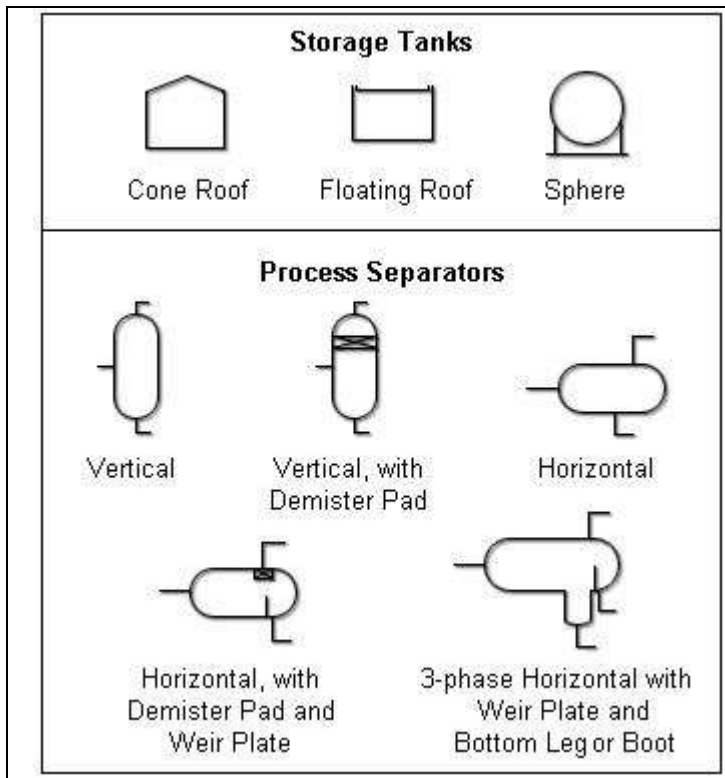 Storage Tanks
Cone Roof
Floating Roof
Sphere
Process Separators
Vertical
Vertical, with
Demister Pad
Horizontal
Horizontal, with
Demister Pad and
Weir Plate
3-phase Horizontal with
Weir Plate and
Bottom Leg or Boot